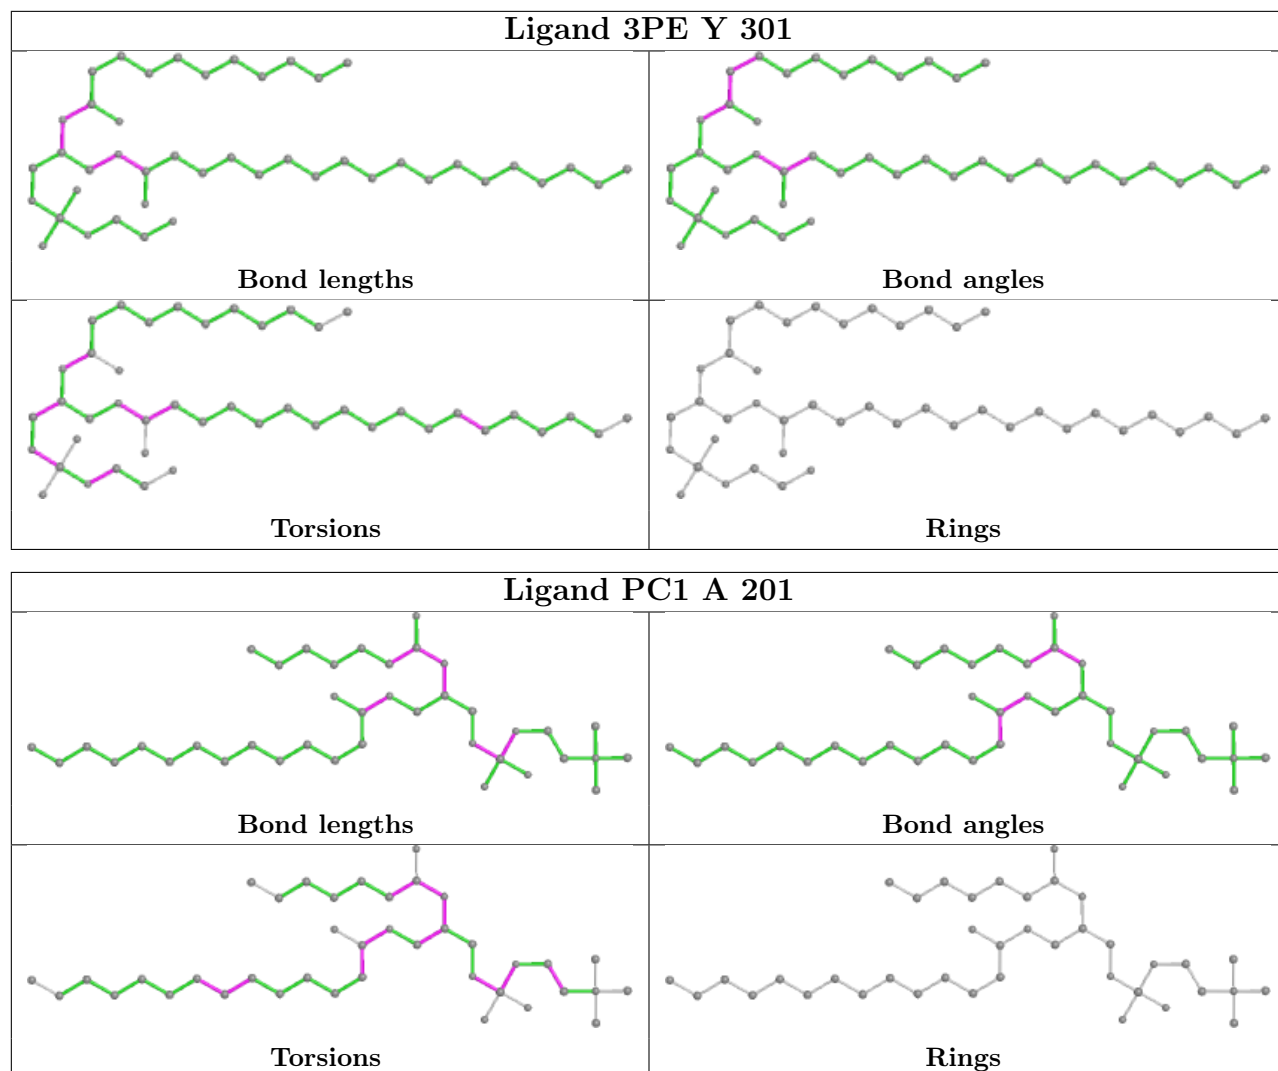 Ligand 3PE Y 301
Bond lengths
Bond angles
Torsions
Rings
Ligand PC1 A 201
Bond lengths
Bond angles
Torsions
Rings